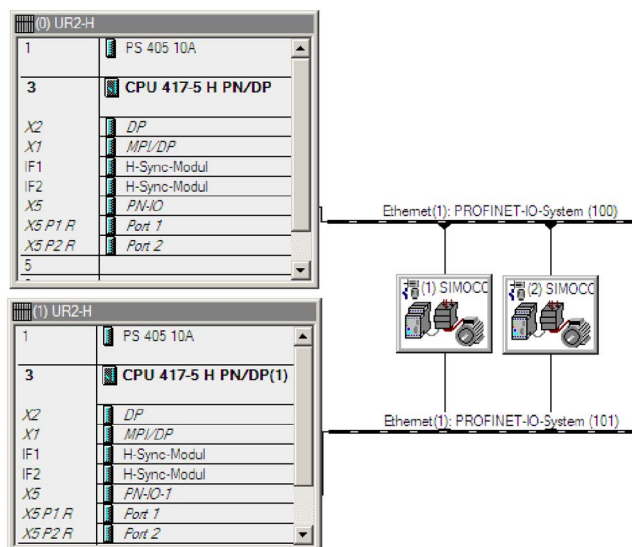 (0) UR2-H
1 PS 405 10A
3 CPU 417-5 H PN/DP
X2 DP
X1 MPI/DP
IF1 H-Sync-Modul
IF2 H-Sync-Modul
X5 PN-IO
X5 P1 R Port 1
X5 P2 R Port 2
5
Ethernet(1): PROFINET-IO-System (100)
(1) SIMOCO
(2) SIMOCO
(1) UR2-H
1 PS 405 10A
3 CPU 417-5 H PN/DP(1)
X2 DP
X1 MPI/DP
IF1 H-Sync-Modul
IF2 H-Sync-Modul
X5 PN-IO-1
X5 P1 R Port 1
X5 P2 R Port 2
Ethernet(1): PROFINET-IO-System (101)